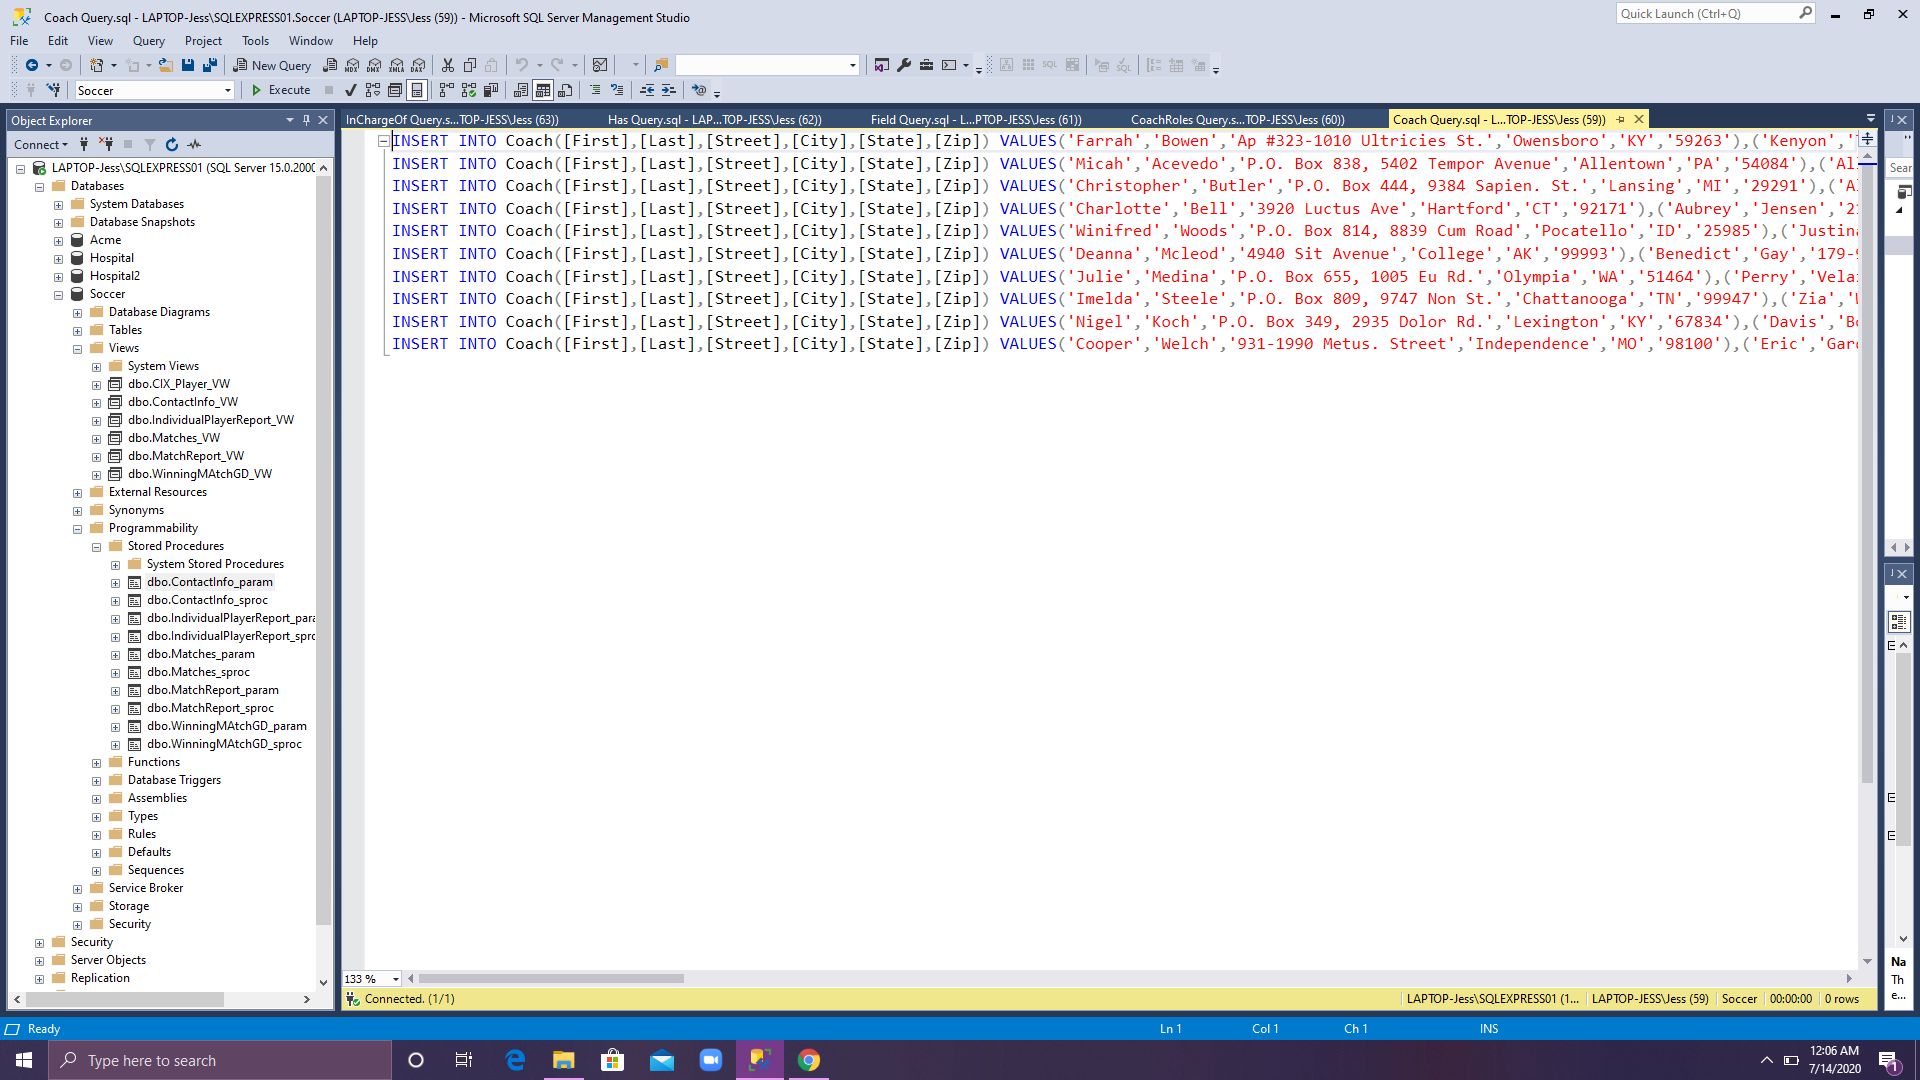 Coach Query.sql - LAPTOP-Jess\SQLEXPRESS01.Soccer (LAPTOP-JESS\Jess (59)) - Microsoft SQL Server Management Studio
Quick Launch (Ctrl+Q)
File Edit View Query Project Tools Window Help
New Query MDX DMX XMLA DAX
Soccer Execute
Object Explorer
Connect
LAPTOP-Jess\SQLEXPRESS01 (SQL Server 15.0.2000
Databases
System Databases
Database Snapshots
Acme
Hospital
Hospital2
Soccer
Database Diagrams
Tables
Views
System Views
dbo.CIX_Player_VW
dbo.ContactInfo_VW
dbo.IndividualPlayerReport_VW
dbo.Matches_VW
dbo.MatchReport_VW
dbo.WinningMAtchGD_VW
External Resources
Synonyms
Programmability
Stored Procedures
System Stored Procedures
dbo.ContactInfo_param
dbo.ContactInfo_sproc
dbo.IndividualPlayerReport_para
dbo.IndividualPlayerReport_spro
dbo.Matches_param
dbo.Matches_sproc
dbo.MatchReport_param
dbo.MatchReport_sproc
dbo.WinningMAtchGD_param
dbo.WinningMAtchGD_sproc
Functions
Database Triggers
Assemblies
Types
Rules
Defaults
Sequences
Service Broker
Storage
Security
Security
Server Objects
Replication
InChargeOf Query.s...TOP-JESS\Jess (63)) Has Query.sql - LAP...TOP-JESS\Jess (62)) Field Query.sql - L...PTOP-JESS\Jess (61)) CoachRoles Query.s...TOP-JESS\Jess (60)) Coach Query.sql - L...TOP-JESS\Jess (59))
INSERT INTO Coach([First],[Last],[Street],[City],[State],[Zip]) VALUES('Farrah','Bowen','Ap #323-1010 Ultricies St.','Owensboro','KY','59263'),('Kenyon','
INSERT INTO Coach([First],[Last],[Street],[City],[State],[Zip]) VALUES('Micah','Acevedo','P.O. Box 838, 5402 Tempor Avenue','Allentown','PA','54084'),('Al
INSERT INTO Coach([First],[Last],[Street],[City],[State],[Zip]) VALUES('Christopher','Butler','P.O. Box 444, 9384 Sapien. St.','Lansing','MI','29291'),('A
INSERT INTO Coach([First],[Last],[Street],[City],[State],[Zip]) VALUES('Charlotte','Bell','3920 Luctus Ave','Hartford','CT','92171'),('Aubrey','Jensen','2
INSERT INTO Coach([First],[Last],[Street],[City],[State],[Zip]) VALUES('Winifred','Woods','P.O. Box 814, 8839 Cum Road','Pocatello','ID','25985'),('Justin
INSERT INTO Coach([First],[Last],[Street],[City],[State],[Zip]) VALUES('Deanna','Mcleod','4940 Sit Avenue','College','AK','99993'),('Benedict','Gay','179-9
INSERT INTO Coach([First],[Last],[Street],[City],[State],[Zip]) VALUES('Julie','Medina','P.O. Box 655, 1005 Eu Rd.','Olympia','WA','51464'),('Perry','Vela
INSERT INTO Coach([First],[Last],[Street],[City],[State],[Zip]) VALUES('Imelda','Steele','P.O. Box 809, 9747 Non St.','Chattanooga','TN','99947'),('Zia','
INSERT INTO Coach([First],[Last],[Street],[City],[State],[Zip]) VALUES('Nigel','Koch','P.O. Box 349, 2935 Dolor Rd.','Lexington','KY','67834'),('Davis','Bo
INSERT INTO Coach([First],[Last],[Street],[City],[State],[Zip]) VALUES('Cooper','Welch','931-1990 Metus. Street','Independence','MO','98100'),('Eric','Gar
Sear
Na
Th
e...
133 %
Connected. (1/1) LAPTOP-Jess\SQLEXPRESS01 (1... LAPTOP-JESS\Jess (59) Soccer 00:00:00 0 rows
Ready Ln 1 Col 1 Ch 1 INS
Type here to search
12:06 AM
7/14/2020
1